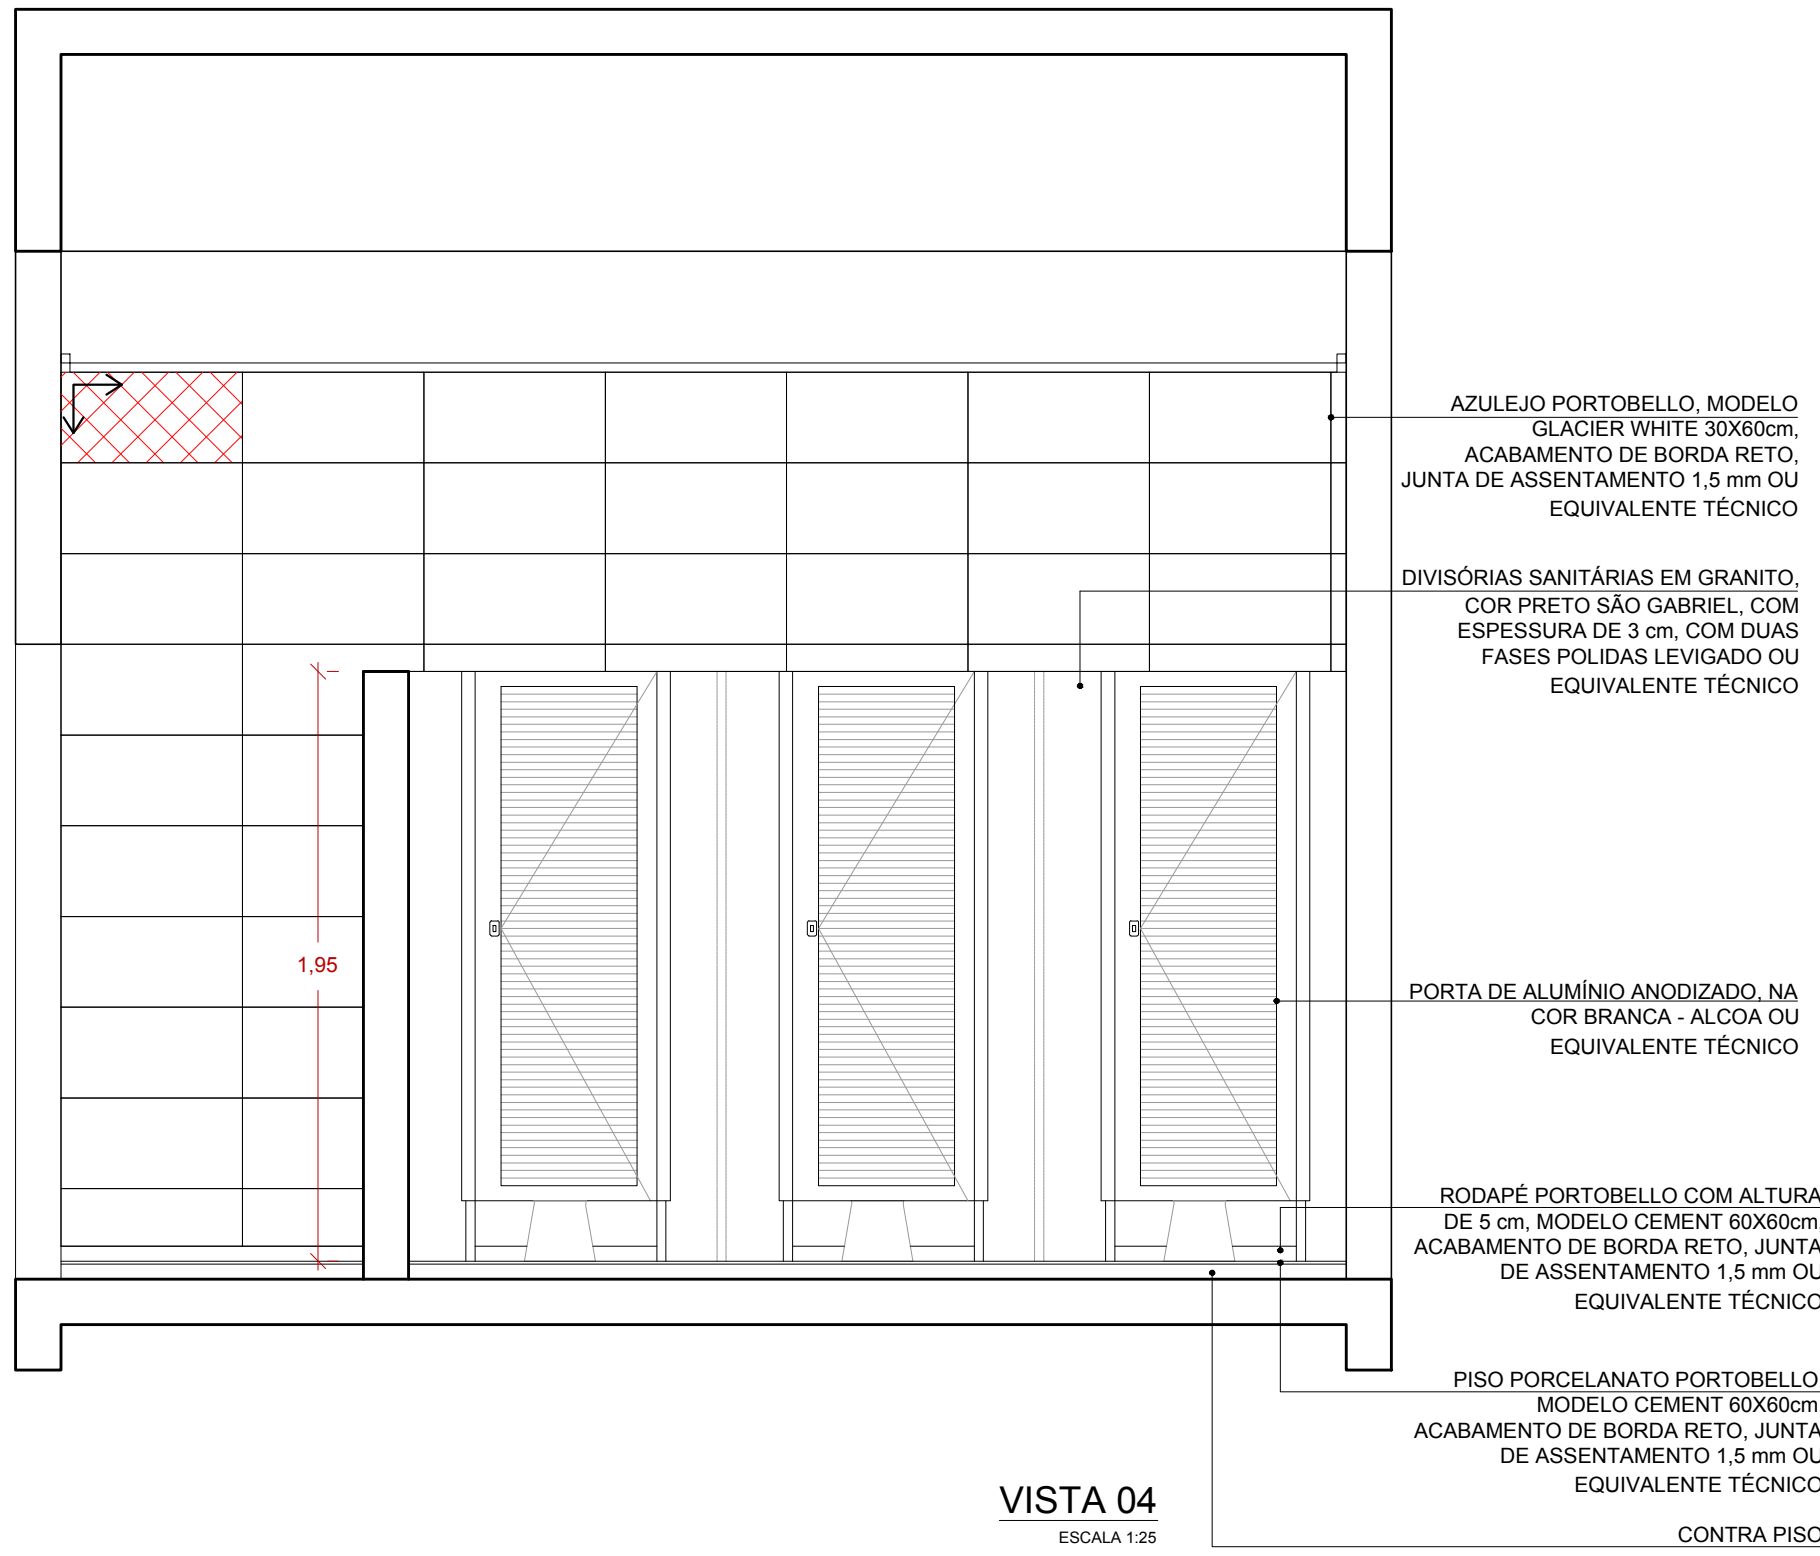 AZULEJO PORTOBELLO, MODELO
GLACIER WHITE 30X60cm,
ACABAMENTO DE BORDA RETO,
JUNTA DE ASSENTAMENTO 1,5 mm OU
EQUIVALENTE TÉCNICO
DIVISÓRIAS SANITÁRIAS EM GRANITO,
COR PRETO SÃO GABRIEL, COM
ESPESSURA DE 3 cm, COM DUAS
FASES POLIDAS LEVIGADO OU
EQUIVALENTE TÉCNICO
1,95
PORTA DE ALUMÍNIO ANODIZADO, NA
COR BRANCA - ALCOA OU
EQUIVALENTE TÉCNICO
RODAPÉ PORTOBELLO COM ALTURA
DE 5 cm, MODELO CEMENT 60X60cm,
ACABAMENTO DE BORDA RETO, JUNTA
DE ASSENTAMENTO 1,5 mm OU
EQUIVALENTE TÉCNICO
PISO PORCELANATO PORTOBELLO,
MODELO CEMENT 60X60cm,
ACABAMENTO DE BORDA RETO, JUNTA
DE ASSENTAMENTO 1,5 mm OU
EQUIVALENTE TÉCNICO
CONTRA PISO
VISTA 04
ESCALA 1:25